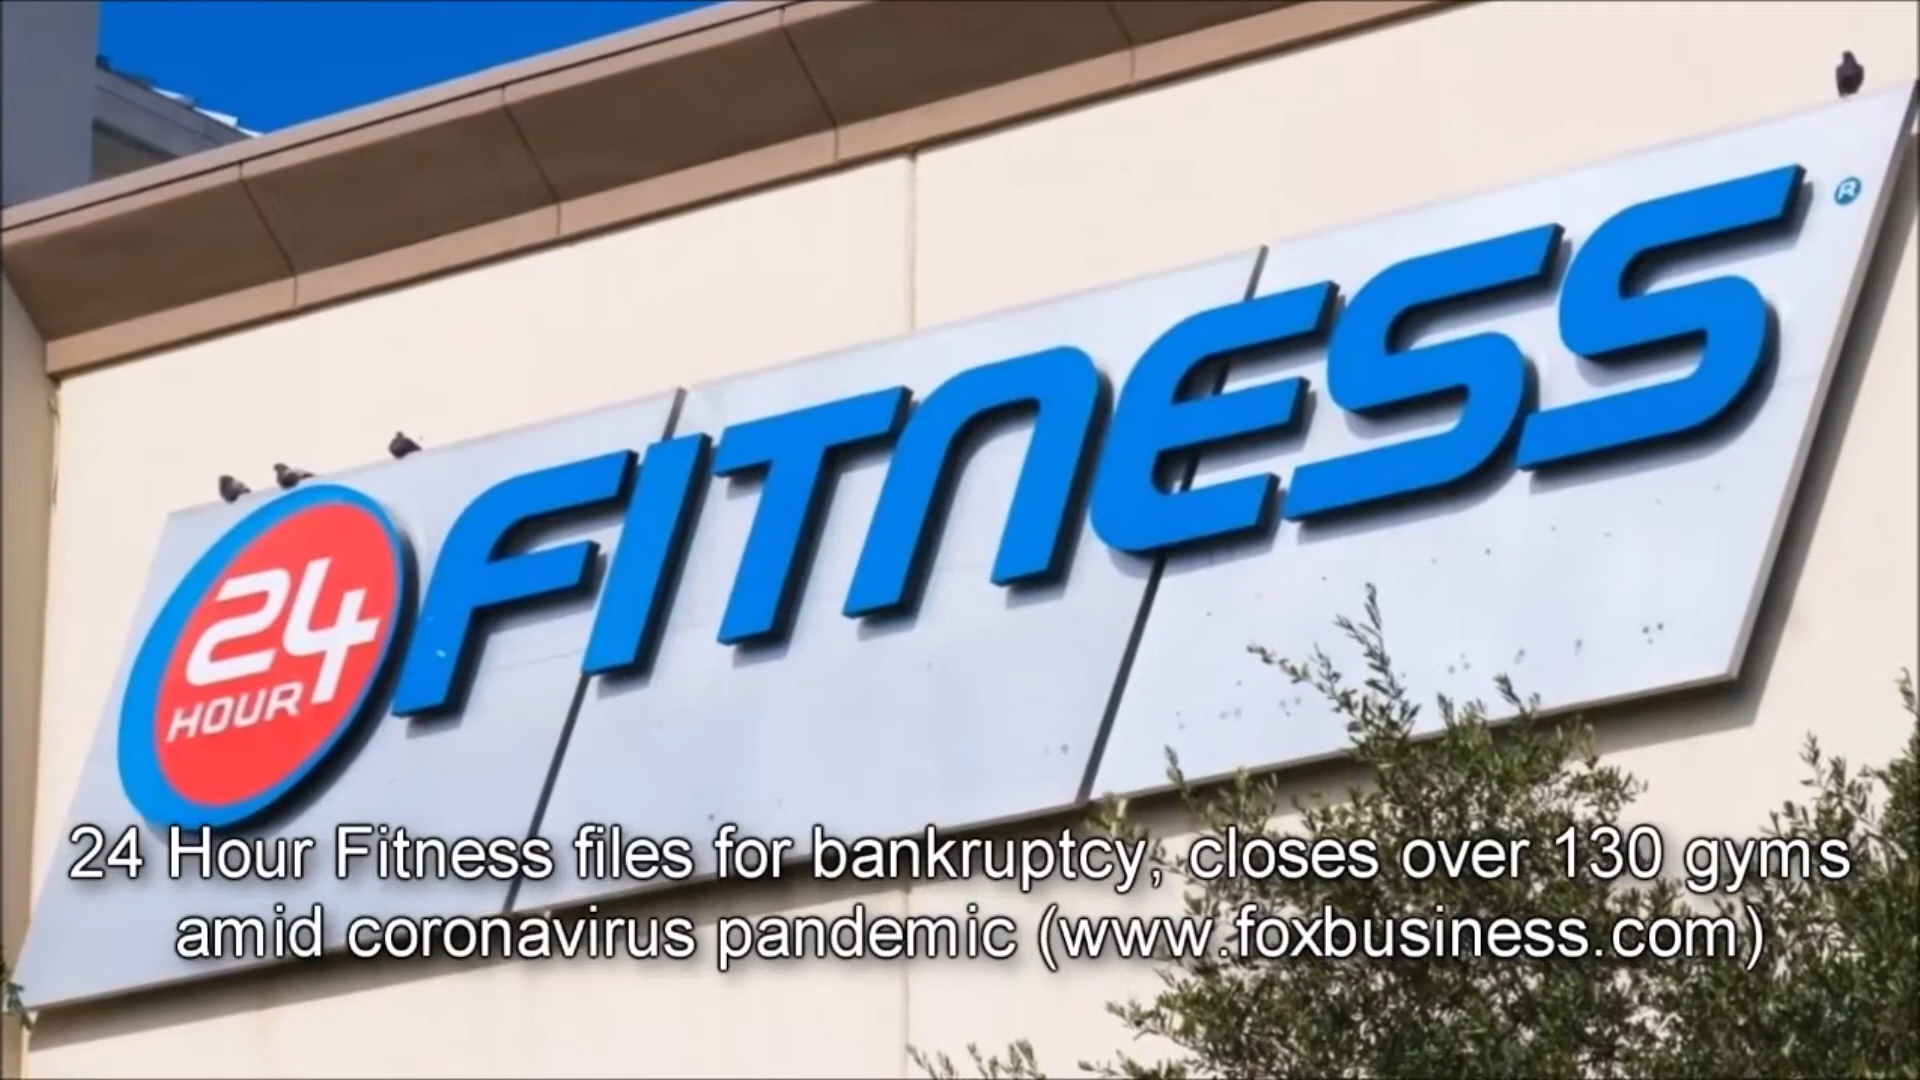 24
HOUR
FITNESS®
24 Hour Fitness files for bankruptcy, closes over 130 gyms
amid coronavirus pandemic (www.foxbusiness.com)